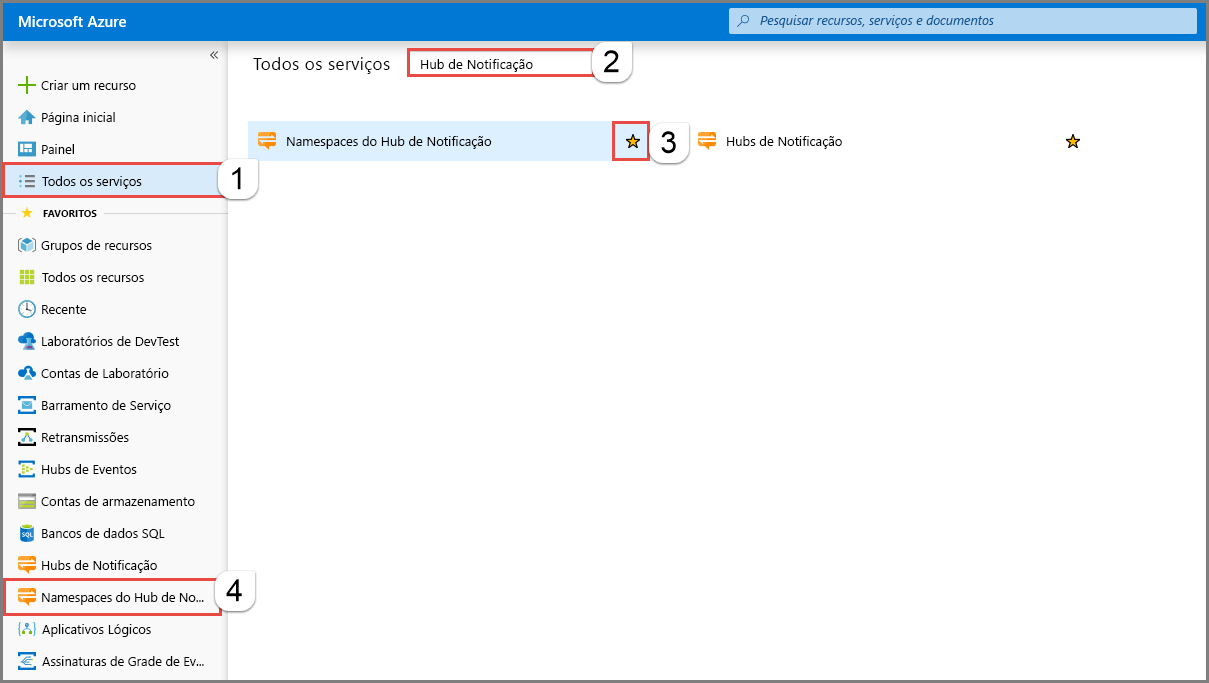 Microsoft Azure
Pesquisar recursos, serviços e documentos
«
Todos os serviços
Hub de Notificação
2
Criar um recurso
Página inicial
Painel
Todos os serviços
1
Namespaces do Hub de Notificação
3
Hubs de Notificação
FAVORITOS
Grupos de recursos
Todos os recursos
Recente
Laboratórios de DevTest
Contas de Laboratório
Barramento de Serviço
Retransmissões
Hubs de Eventos
Contas de armazenamento
SQL
Bancos de dados SQL
Hubs de Notificação
Namespaces do Hub de No...
4
Aplicativos Lógicos
Assinaturas de Grade de Ev...